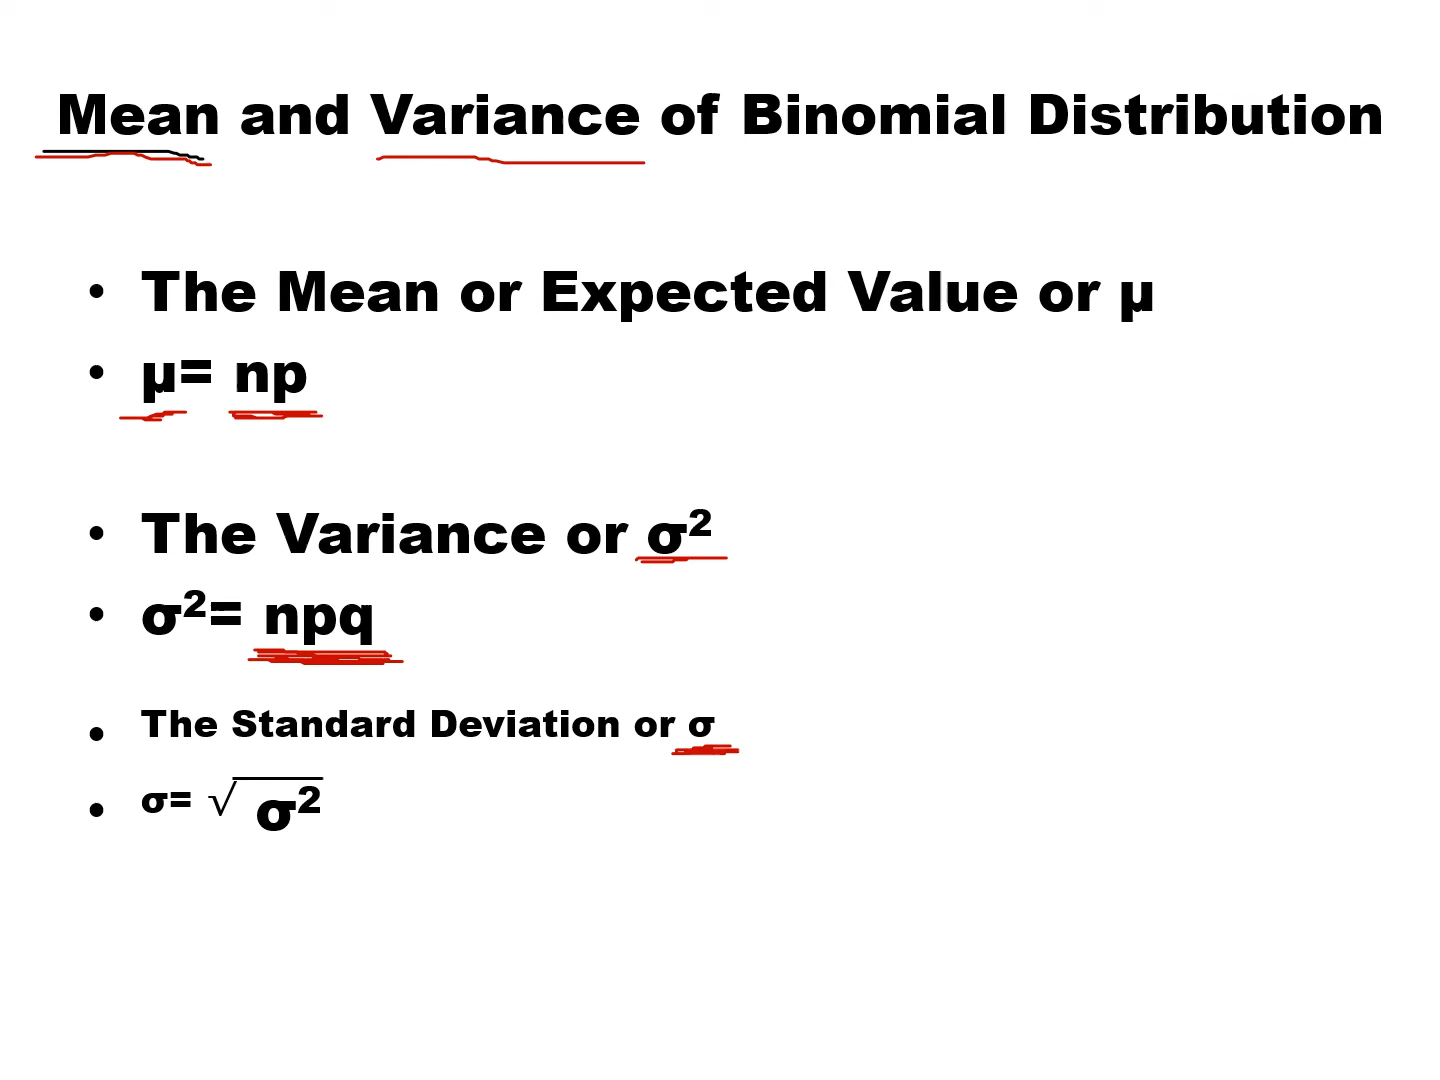 Mean and Variance of Binomial Distribution
• The Mean or Expected Value or μ
• μ= np
• The Variance or σ²
• σ²= npq
• The Standard Deviation or σ
• σ= √ σ²